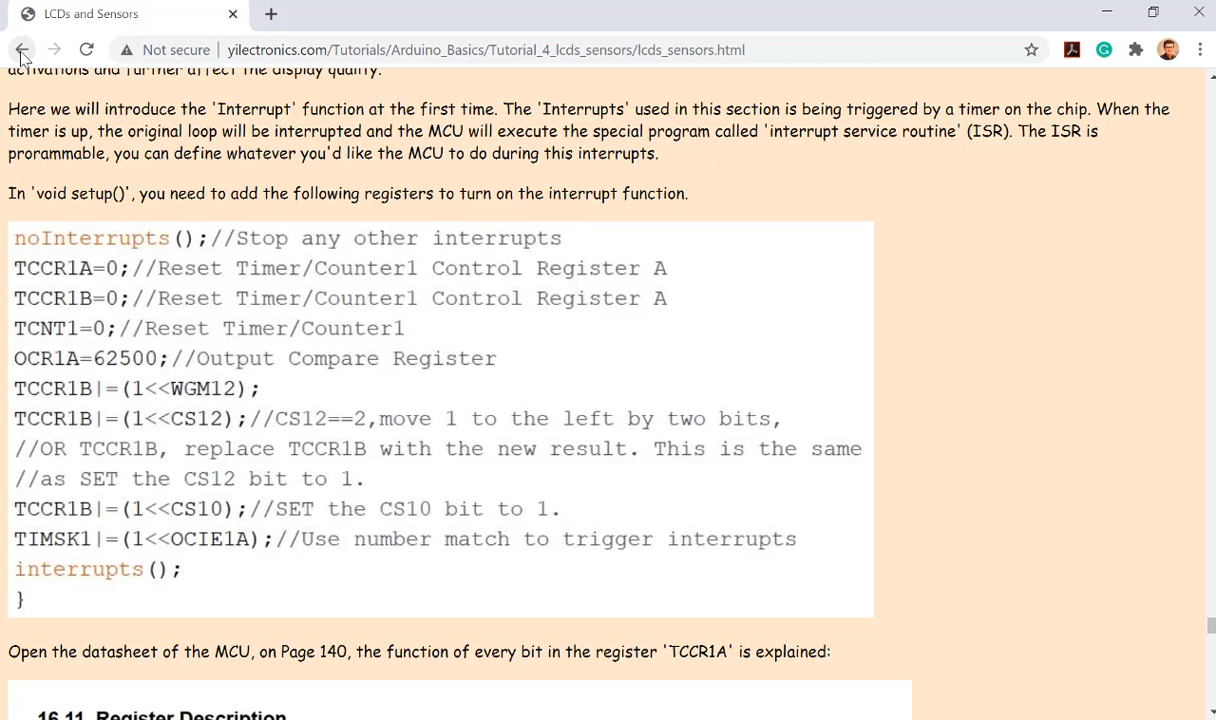 LCDs and Sensors
Not secure yilectronics.com/Tutorials/Arduino_Basics/Tutorial_4_lcds_sensors/lcds_sensors.html
activations and further affect the display quality.
Here we will introduce the 'Interrupt' function at the first time. The 'Interrupts' used in this section is being triggered by a timer on the chip. When the
timer is up, the original loop will be interrupted and the MCU will execute the special program called 'interrupt service routine' (ISR). The ISR is
prorammable, you can define whatever you'd like the MCU to do during this interrupts.
In 'void setup()', you need to add the following registers to turn on the interrupt function.
noInterrupts();//Stop any other interrupts
TCCR1A=0;//Reset Timer/Counter1 Control Register A
TCCR1B=0;//Reset Timer/Counter1 Control Register A
TCNT1=0;//Reset Timer/Counter1
OCR1A=62500;//Output Compare Register
TCCR1B|=(1<<WGM12);
TCCR1B|=(1<<CS12);//CS12==2,move 1 to the left by two bits,
//OR TCCR1B, replace TCCR1B with the new result. This is the same
//as SET the CS12 bit to 1.
TCCR1B|=(1<<CS10);//SET the CS10 bit to 1.
TIMSK1|=(1<<OCIE1A);//Use number match to trigger interrupts
interrupts();
}
Open the datasheet of the MCU, on Page 140, the function of every bit in the register 'TCCR1A' is explained:
16.11 Register Description